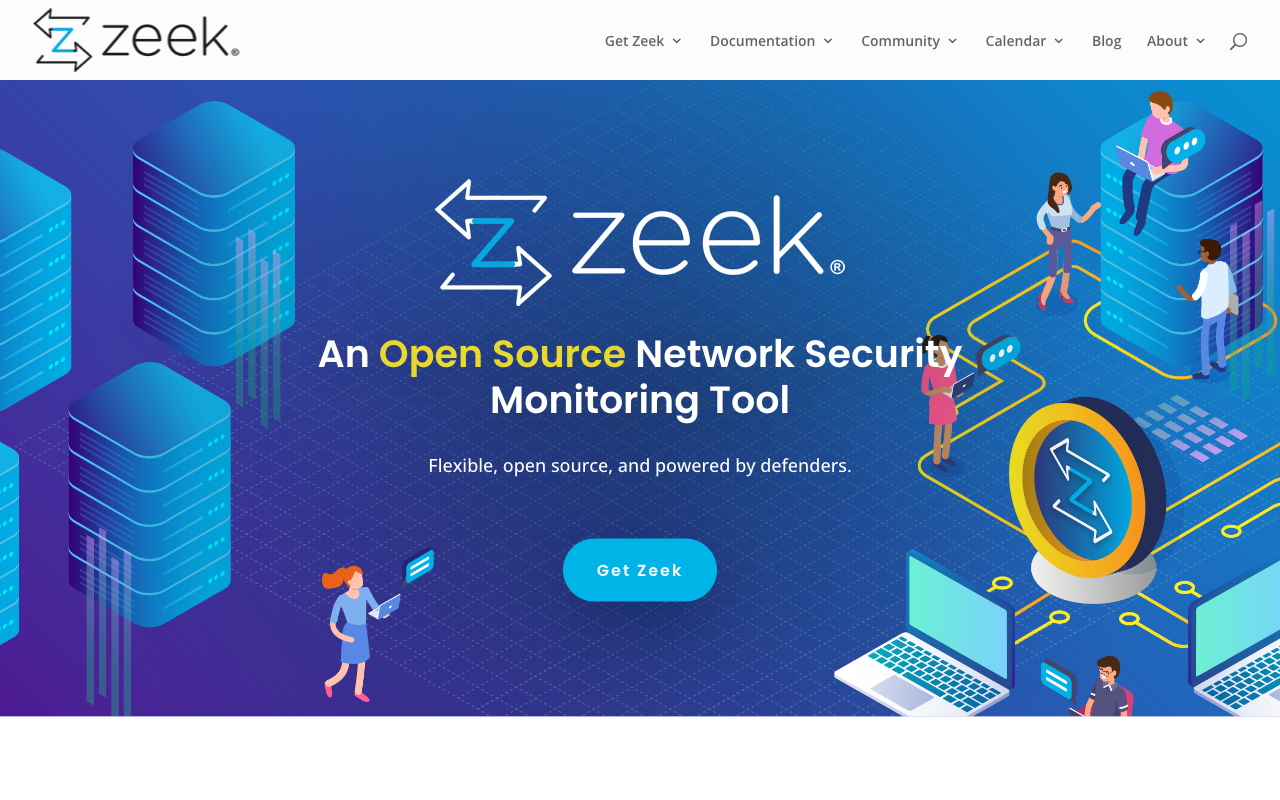 zeek®
Get Zeek
Documentation
Community
Calendar
Blog
About
zeek®
An Open Source Network Security
Monitoring Tool
Flexible, open source, and powered by defenders.
Get Zeek